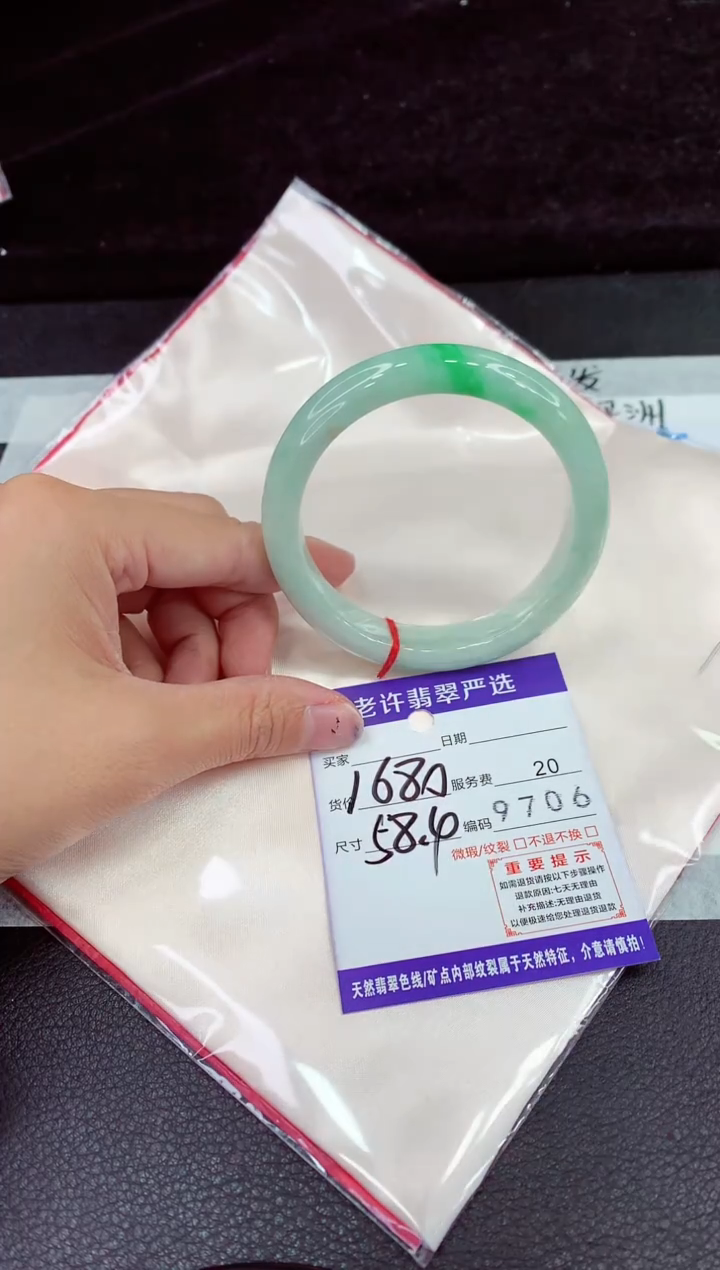 发
洲
老许翡翠严选
买家 日期
货价 1680 服务费 20
尺寸 58.4 编码 9706
微瑕/纹裂 □不退不换 □
重要提示
如需退货请按以下步骤操作
退款原因:七天无理由
补充描述:无理由退货
以便极速给您处理退货退款
天然翡翠色线/矿点内部纹裂属于天然特征，介意请慎拍!